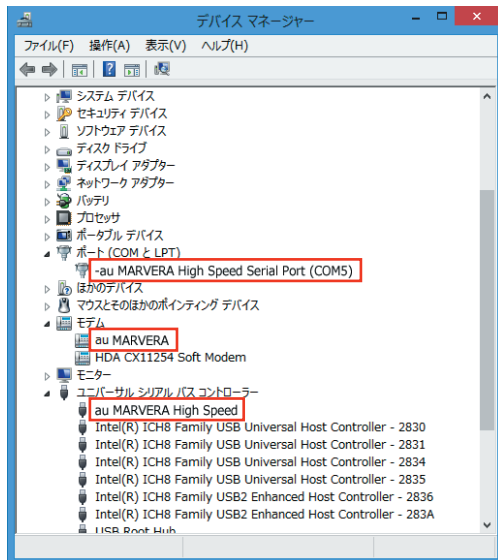 デバイス マネージャー
ファイル(F) 操作(A) 表示(V) ヘルプ(H)
システム デバイス
セキュリティ デバイス
ソフトウェア デバイス
ディスク ドライブ
ディスプレイ アダプター
ネットワーク アダプター
バッテリ
プロセッサ
ポータブル デバイス
ポート (COM と LPT)
-au MARVERA High Speed Serial Port (COM5)
ほかのデバイス
マウスとそのほかのポインティング デバイス
モデム
au MARVERA
HDA CX11254 Soft Modem
モニター
ユニバーサル シリアル バス コントローラー
au MARVERA High Speed
Intel(R) ICH8 Family USB Universal Host Controller - 2830
Intel(R) ICH8 Family USB Universal Host Controller - 2831
Intel(R) ICH8 Family USB Universal Host Controller - 2834
Intel(R) ICH8 Family USB Universal Host Controller - 2835
Intel(R) ICH8 Family USB2 Enhanced Host Controller - 2836
Intel(R) ICH8 Family USB2 Enhanced Host Controller - 283A
USB Root Hub